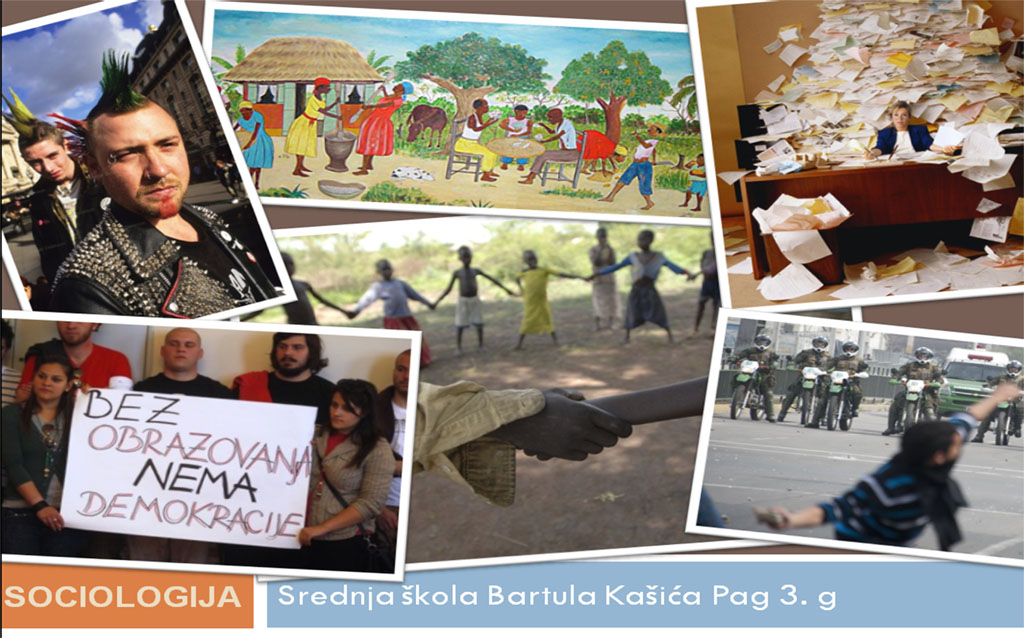 BEZ
OBRAZOVANJA
NEMA
DEMOKRACIJE
SOCIOLOGIJA
Srednja škola Bartula Kašića Pag 3. g